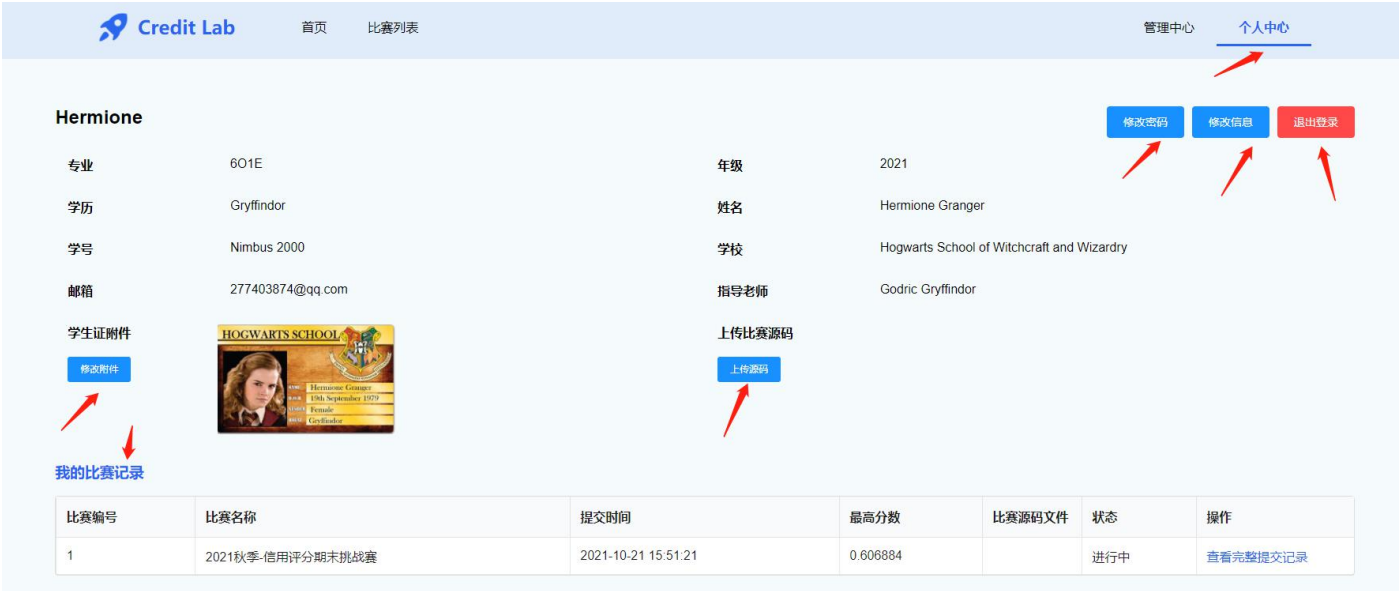 Credit Lab 首页 比赛列表 管理中心 个人中心
Hermione 修改密码 修改信息 退出登录
专业 6O1E 年级 2021
学历 Gryffindor 姓名 Hermione Granger
学号 Nimbus 2000 学校 Hogwarts School of Witchcraft and Wizardry
邮箱 277403874@qq.com 指导老师 Godric Gryffindor
学生证附件 上传比赛源码
修改附件 上传源码
HOGWARTS SCHOOL
Hermione Granger
19th September 1979
Female
Gryffindor
我的比赛记录
比赛编号 比赛名称 提交时间 最高分数 比赛源码文件 状态 操作
1 2021秋季-信用评分期末挑战赛 2021-10-21 15:51:21 0.606884 进行中 查看完整提交记录